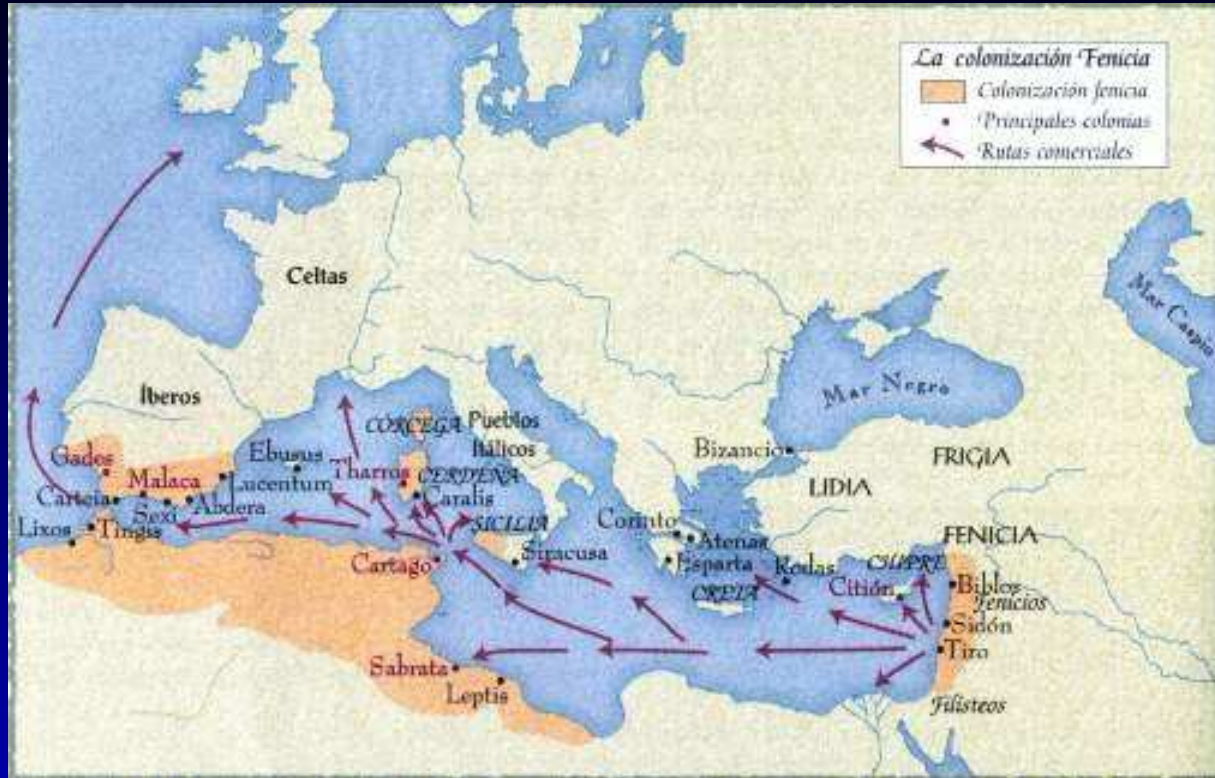 La colonización Fenicia
Colonización fenicia
Principales colonias
Rutas comerciales
Celtas
Mar Caspio
Íberos
Mar Negro
CÓRCEGA
Pueblos
Itálicos
Bizancio
Gades
Ebusus
Tharros
CERDEÑA
FRIGIA
Malaca
Lucentum
Caralis
LIDIA
Carteia
Sexi
Abdera
SICILIA
Corinto
Atenas
FENICIA
Lixos
Tingis
Cartago
Siracusa
Esparta
Rodas
CHIPRE
CRETA
Citión
Biblos
Fenicios
Sidón
Tiro
Sabrata
Leptis
Filisteos